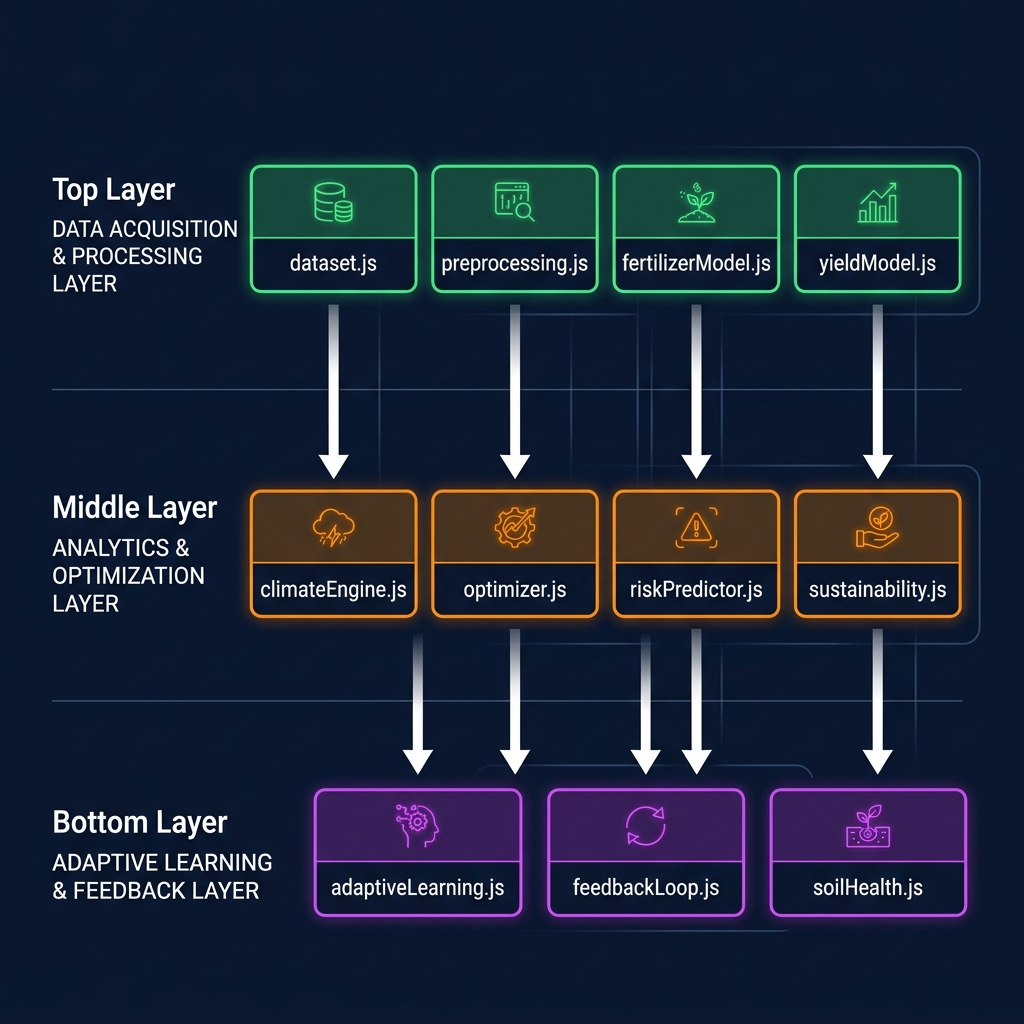 Top Layer
DATA ACQUISITION
& PROCESSING
LAYER
dataset.js
preprocessing.js
fertilizerModel.js
yieldModel.js
Middle Layer
ANALYTICS &
OPTIMIZATION
LAYER
climateEngine.js
optimizer.js
riskPredictor.js
sustainability.js
Bottom Layer
ADAPTIVE LEARNING
& FEEDBACK LAYER
adaptiveLearning.js
feedbackLoop.js
soilHealth.js